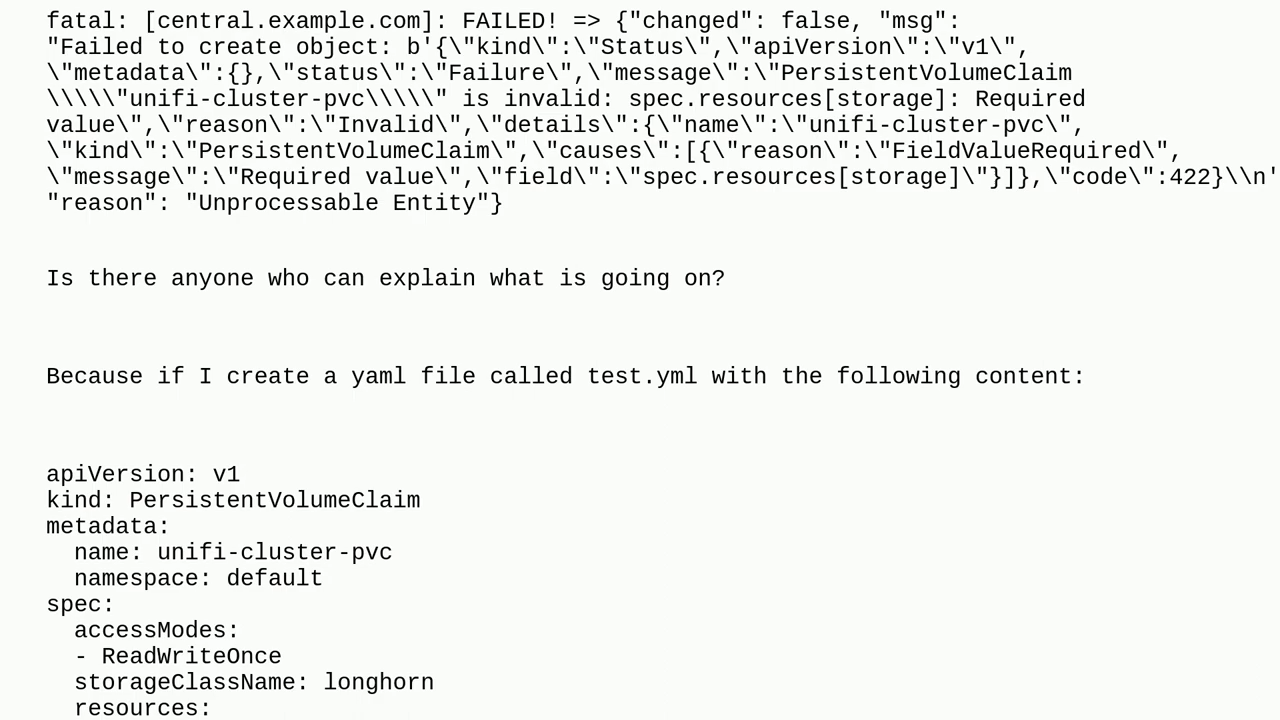 fatal: [central.example.com]: FAILED! => {"changed": false, "msg":
"Failed to create object: b'{\"kind\":\"Status\",\"apiVersion\":\"v1\",
\"metadata\":{},\"status\":\"Failure\",\"message\":\"PersistentVolumeClaim
\\\\\"unifi-cluster-pvc\\\\\" is invalid: spec.resources[storage]: Required
value\",\"reason\":\"Invalid\",\"details\":{\"name\":\"unifi-cluster-pvc\",
\"kind\":\"PersistentVolumeClaim\",\"causes\":[{\"reason\":\"FieldValueRequired\",
\"message\":\"Required value\",\"field\":\"spec.resources[storage]\"}]},\"code\":422}\\n'
"reason": "Unprocessable Entity"}
Is there anyone who can explain what is going on?
Because if I create a yaml file called test.yml with the following content:
apiVersion: v1
kind: PersistentVolumeClaim
metadata:
  name: unifi-cluster-pvc
  namespace: default
spec:
  accessModes:
  - ReadWriteOnce
  storageClassName: longhorn
  resources: